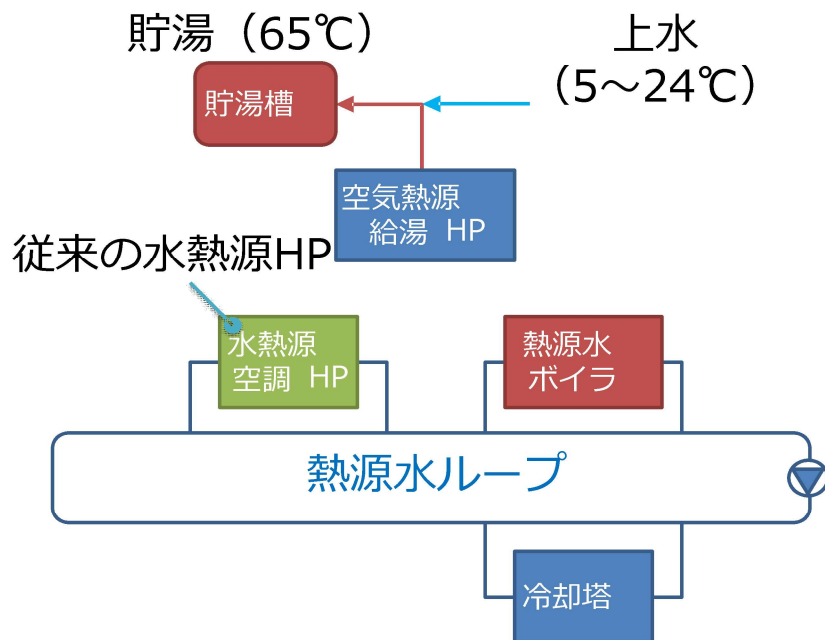 貯湯（65℃）
上水
（5～24℃）
貯湯槽
空気熱源
給湯 HP
従来の水熱源HP
水熱源
空調 HP
熱源水
ボイラ
熱源水ループ
冷却塔